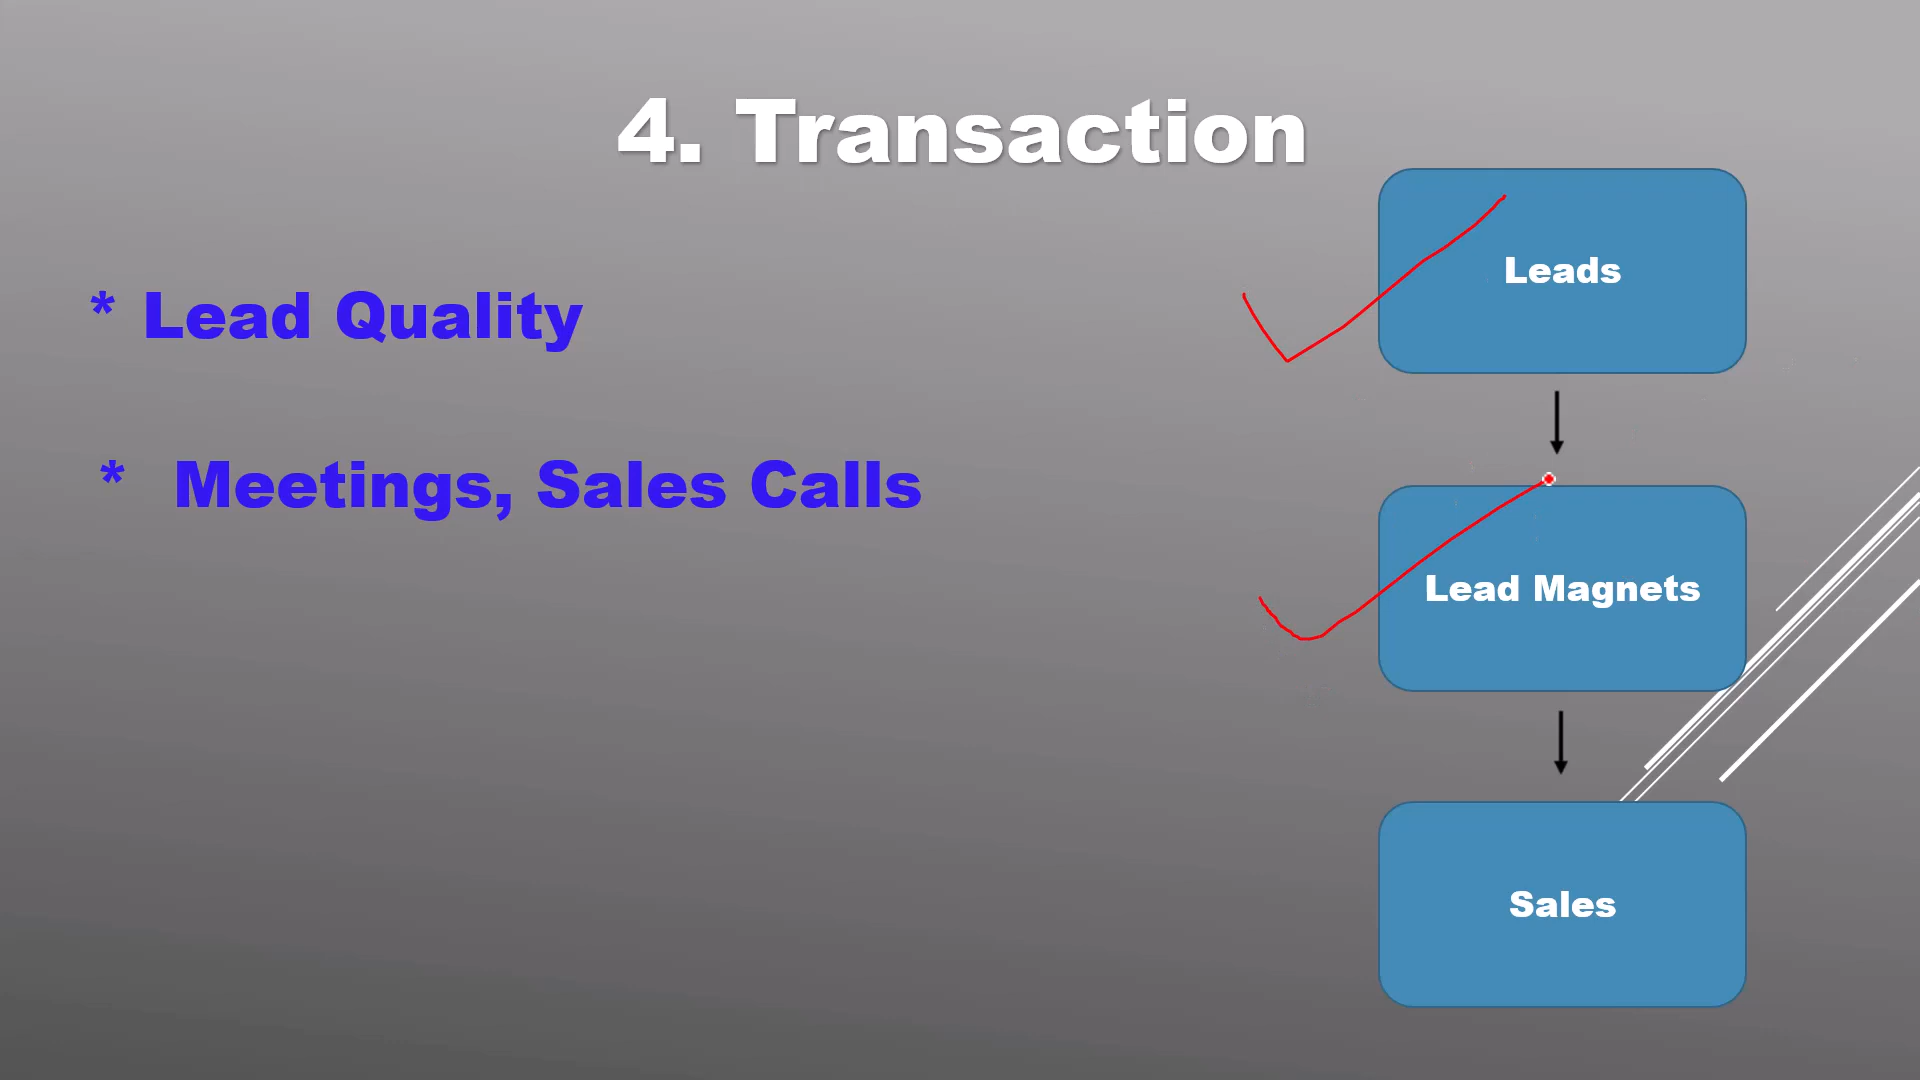 4. Transaction
* Lead Quality
* Meetings, Sales Calls
Leads
Lead Magnets
Sales